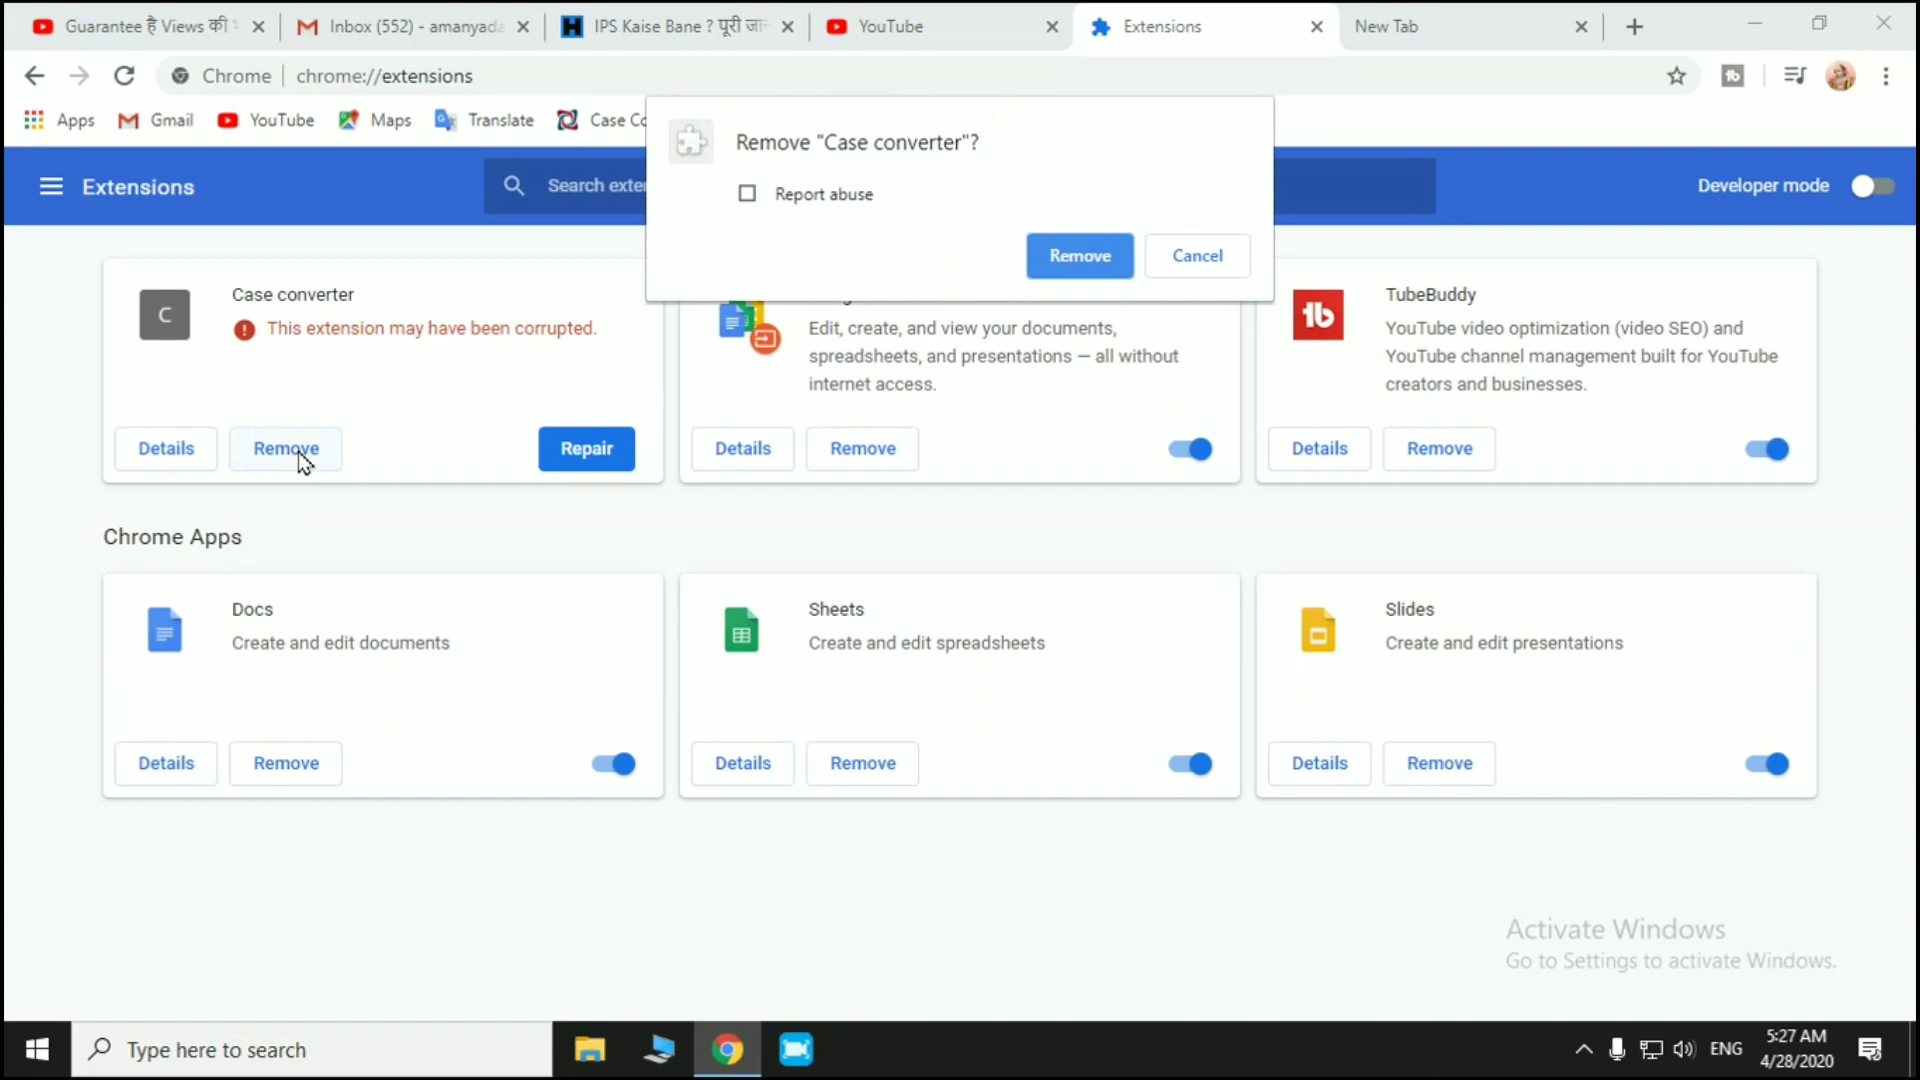 Guarantee है Views की
Inbox (552) - amanyada
IPS Kaise Bane ? पूरी जान
YouTube
Extensions
New Tab
Chrome
chrome://extensions
Apps
Gmail
YouTube
Maps
Translate
Case Co
Remove "Case converter"?
Report abuse
Remove
Cancel
Extensions
Search exte
Developer mode
C
Case converter
This extension may have been corrupted.
Details
Remove
Repair
Edit, create, and view your documents,
spreadsheets, and presentations — all without
internet access.
Details
Remove
tb
TubeBuddy
YouTube video optimization (video SEO) and
YouTube channel management built for YouTube
creators and businesses.
Details
Remove
Chrome Apps
Docs
Create and edit documents
Details
Remove
Sheets
Create and edit spreadsheets
Details
Remove
Slides
Create and edit presentations
Details
Remove
Activate Windows
Go to Settings to activate Windows.
Type here to search
ENG
5:27 AM
4/28/2020